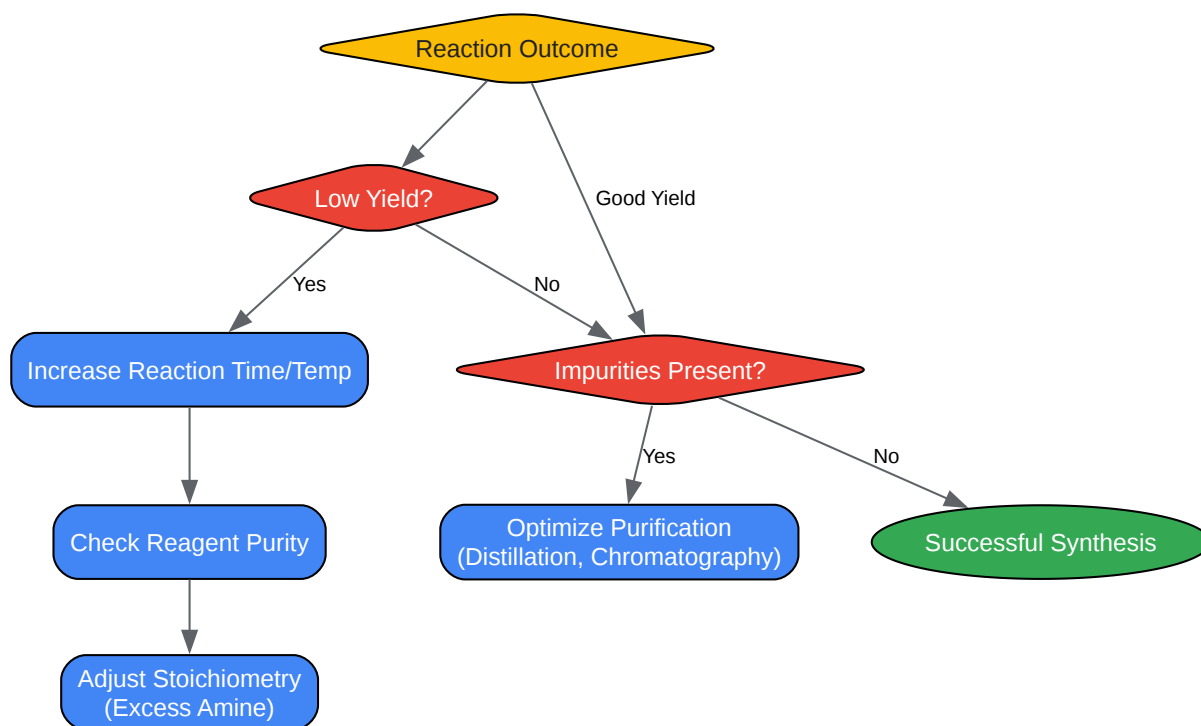 Reaction Outcome
Low Yield?
Good Yield
Yes
No
Increase Reaction Time/Temp
Impurities Present?
Yes
No
Check Reagent Purity
Optimize Purification
(Distillation, Chromatography)
Successful Synthesis
Adjust Stoichiometry
(Excess Amine)